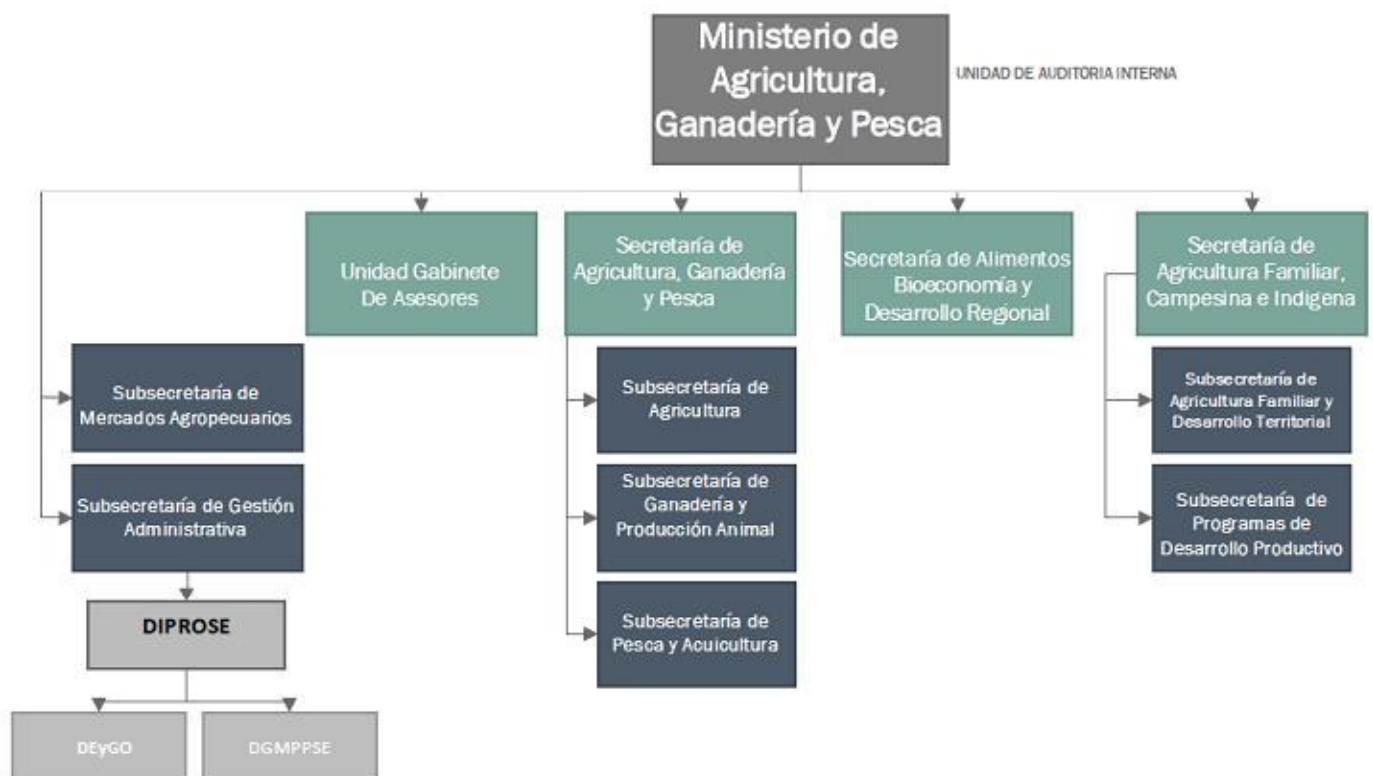 Ministerio de
Agricultura,
Ganadería y Pesca
UNIDAD DE AUDITORIA INTERNA
Unidad Gabinete
De Asesores
Secretaría de
Agricultura, Ganadería
y Pesca
Secretaría de Alimentos
Bioeconomía y
Desarrollo Regional
Secretaría de
Agricultura Familiar,
Campesina e Indigena
Subsecretaría de
Mercados Agropecuarios
Subsecretaría de Gestión
Administrativa
DIPROSE
DEyGO
DGMPPSE
Subsecretaría de
Agricultura
Subsecretaría de
Ganadería y
Producción Animal
Subsecretaría de
Pesca y Acuicultura
Subsecretaría de
Agricultura Familiar y
Desarrollo Territorial
Subsecretaría de
Programas de
Desarrollo Productivo